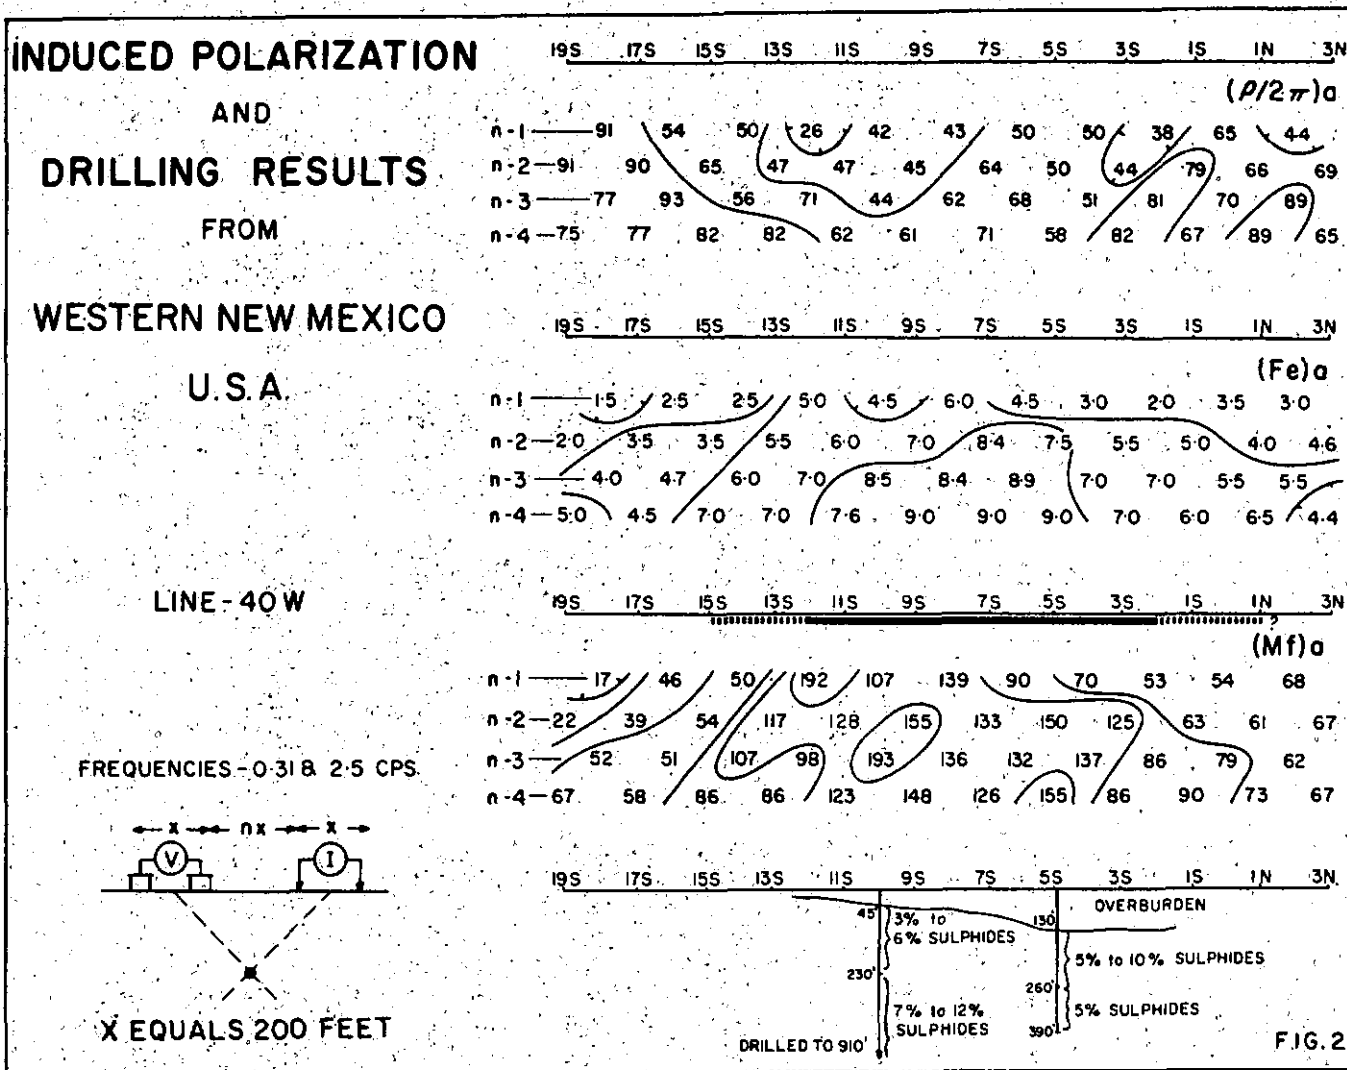 INDUCED POLARIZATION
AND
DRILLING RESULTS
FROM
WESTERN NEW MEXICO
U.S.A.
LINE-40W
FREQUENCIES-0·31 & 2·5 CPS.
x nx x
V I
X EQUALS 200 FEET
19S 17S 15S 13S 11S 9S 7S 5S 3S 1S 1N 3N
(ρ/2π)a
n-1 91 54 50 26 42 43 50 50 38 65 44
n-2 91 90 65 47 47 45 64 50 44 79 66 69
n-3 77 93 56 71 44 62 68 51 81 70 89
n-4 75 77 82 82 62 61 71 58 82 67 89 65
19S 17S 15S 13S 11S 9S 7S 5S 3S 1S 1N 3N
(Fe)a
n-1 1·5 2·5 2·5 5·0 4·5 6·0 4·5 3·0 2·0 3·5 3·0
n-2 2·0 3·5 3·5 5·5 6·0 7·0 8·4 7·5 5·5 5·0 4·0 4·6
n-3 4·0 4·7 6·0 7·0 8·5 8·4 8·9 7·0 7·0 5·5 5·5
n-4 5·0 4·5 7·0 7·0 7·6 9·0 9·0 9·0 7·0 6·0 6·5 4·4
19S 17S 15S 13S 11S 9S 7S 5S 3S 1S 1N 3N
?
(Mf)a
n-1 17 46 50 192 107 139 90 70 53 54 68
n-2 22 39 54 117 128 155 133 150 125 63 61 67
n-3 52 51 107 98 193 136 132 137 86 79 62
n-4 67 58 86 86 123 148 126 155 86 90 73 67
19S 17S 15S 13S 11S 9S 7S 5S 3S 1S 1N 3N
OVERBURDEN
45' 3% to 130'
6% SULPHIDES
5% to 10% SULPHIDES
230' 260'
7% to 12% 5% SULPHIDES
SULPHIDES 390'
DRILLED TO 910'
FIG. 2